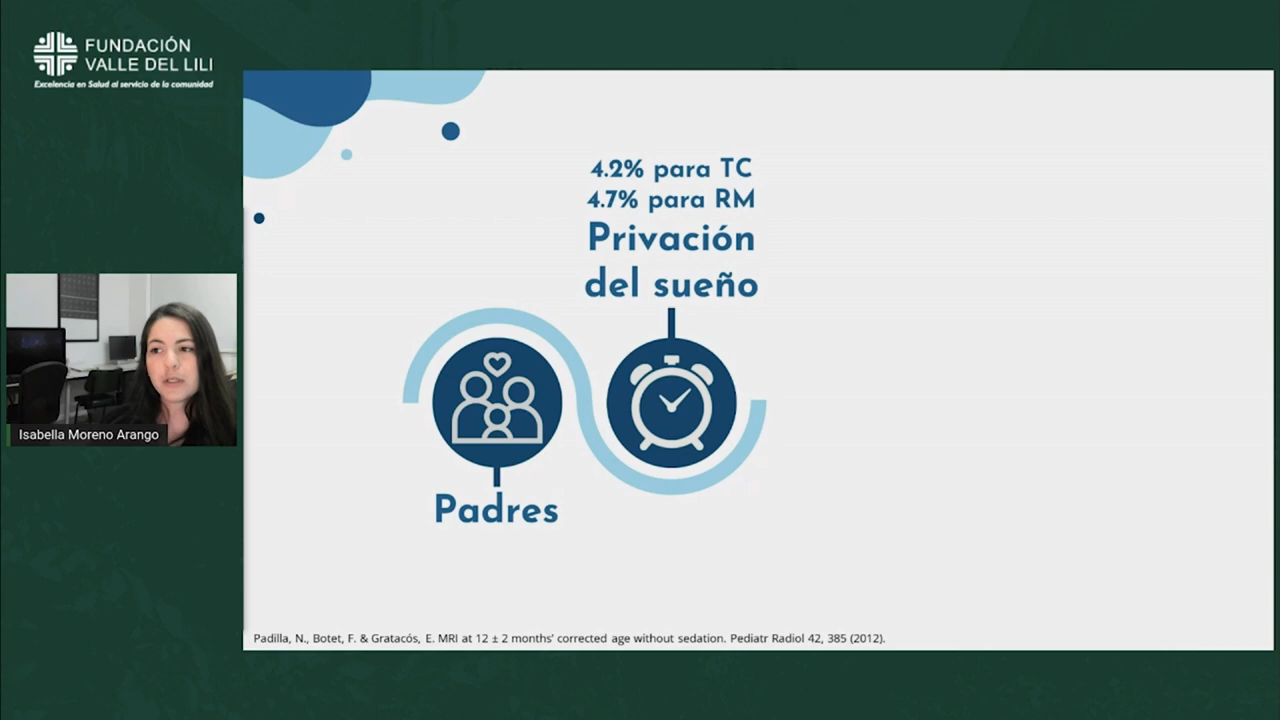 FUNDACIÓN
VALLE DEL LILI
Excelencia en Salud al servicio de la comunidad
4.2% para TC
4.7% para RM
Privación
del sueño
Padres
Isabella Moreno Arango
Padilla, N., Botet, F. & Gratacós, E. MRI at 12 ± 2 months' corrected age without sedation. Pediatr Radiol 42, 385 (2012).